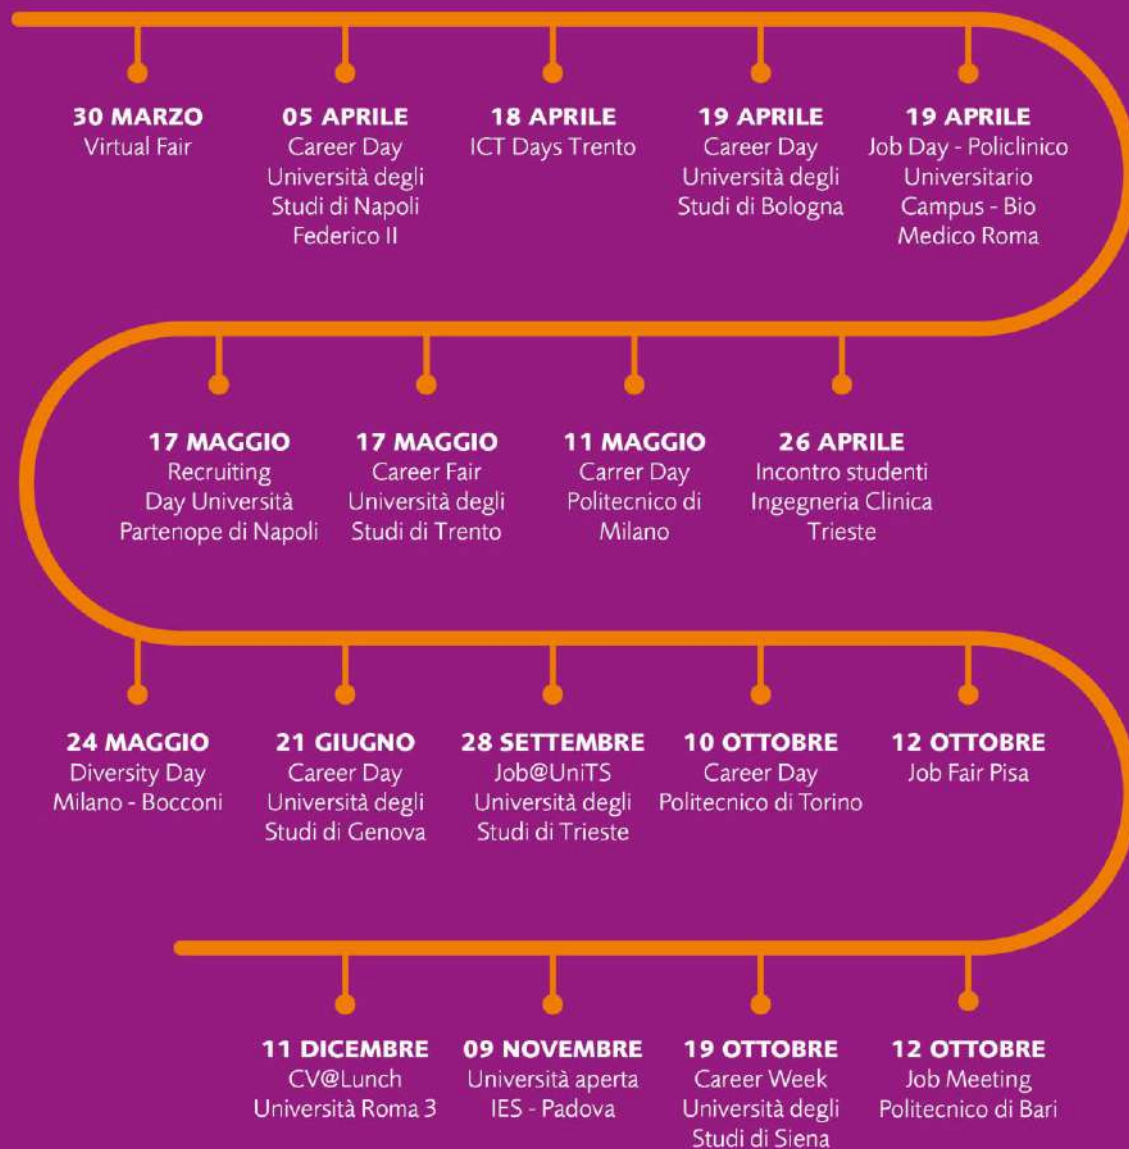 30 MARZO
Virtual Fair
05 APRILE
Career Day
Università degli
Studi di Napoli
Federico II
18 APRILE
ICT Days Trento
19 APRILE
Career Day
Università degli
Studi di Bologna
19 APRILE
Job Day - Policlinico
Universitario
Campus - Bio
Medico Roma
17 MAGGIO
Recruiting
Day Università
Partenope di Napoli
17 MAGGIO
Career Fair
Università degli
Studi di Trento
11 MAGGIO
Carrer Day
Politecnico di
Milano
26 APRILE
Incontro studenti
Ingegneria Clinica
Trieste
24 MAGGIO
Diversity Day
Milano - Bocconi
21 GIUGNO
Career Day
Università degli
Studi di Genova
28 SETTEMBRE
Job@UniTS
Università degli
Studi di Trieste
10 OTTOBRE
Career Day
Politecnico di Torino
12 OTTOBRE
Job Fair Pisa
11 DICEMBRE
CV@Lunch
Università Roma 3
09 NOVEMBRE
Università aperta
IES - Padova
19 OTTOBRE
Career Week
Università degli
Studi di Siena
12 OTTOBRE
Job Meeting
Politecnico di Bari